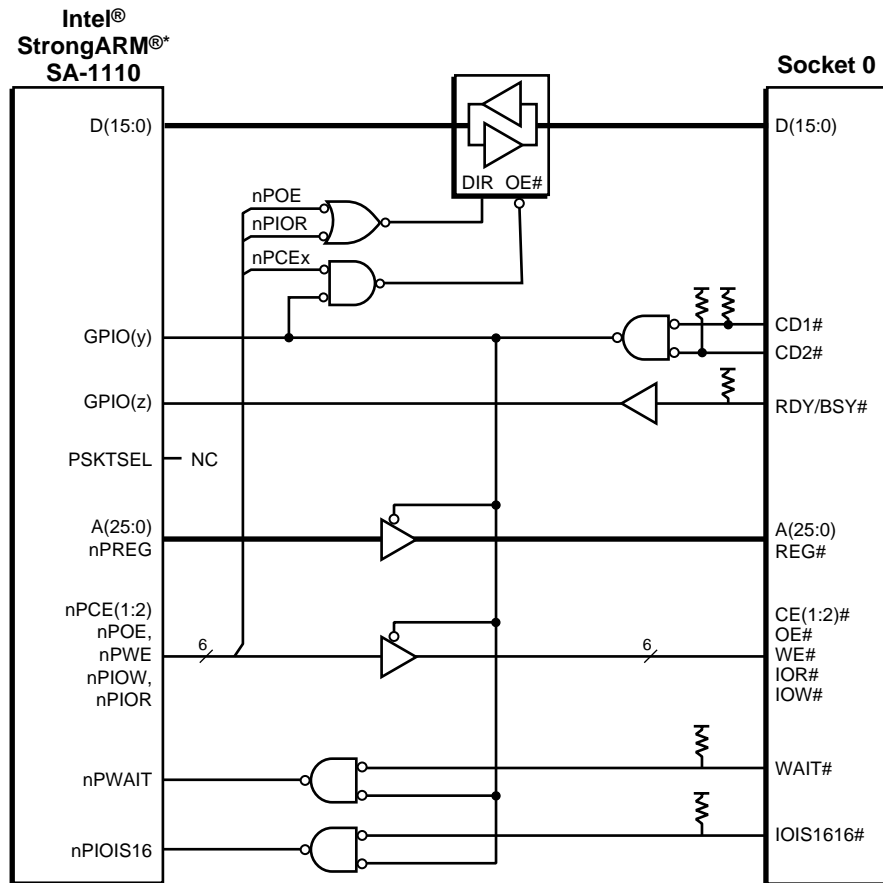 Intel®
StrongARM®*
SA-1110
Socket 0
D(15:0)
D(15:0)
DIR OE#
nPOE
nPIOR
nPCEx
CD1#
GPIO(y)
CD2#
GPIO(z)
RDY/BSY#
PSKTSEL
NC
A(25:0)
nPREG
A(25:0)
REG#
nPCE(1:2)
nPOE,
nPWE
nPIOW,
nPIOR
6
6
CE(1:2)#
OE#
WE#
IOR#
IOW#
nPWAIT
WAIT#
nPIOIS16
IOIS1616#